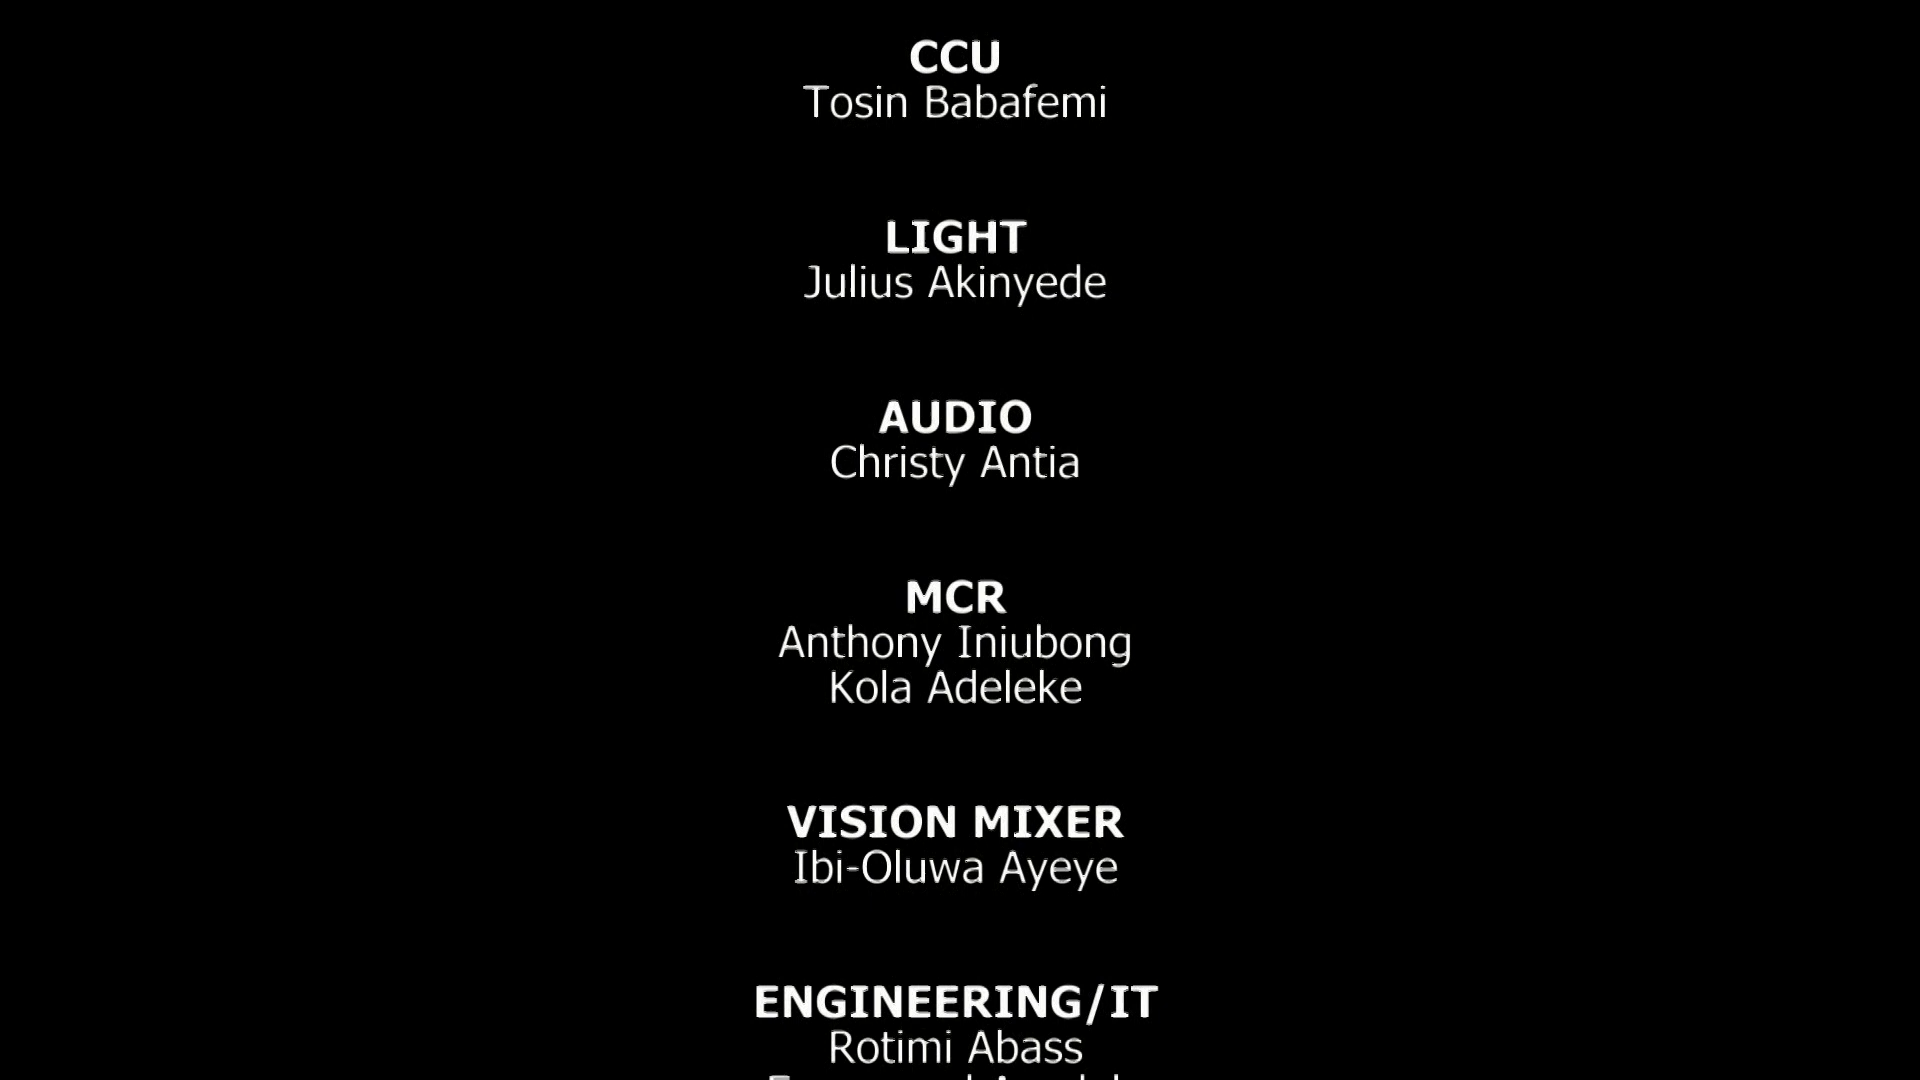 CCU
Tosin Babafemi
LIGHT
Julius Akinyede
AUDIO
Christy Antia
MCR
Anthony Iniubong
Kola Adeleke
VISION MIXER
Ibi-Oluwa Ayeye
ENGINEERING/IT
Rotimi Abass